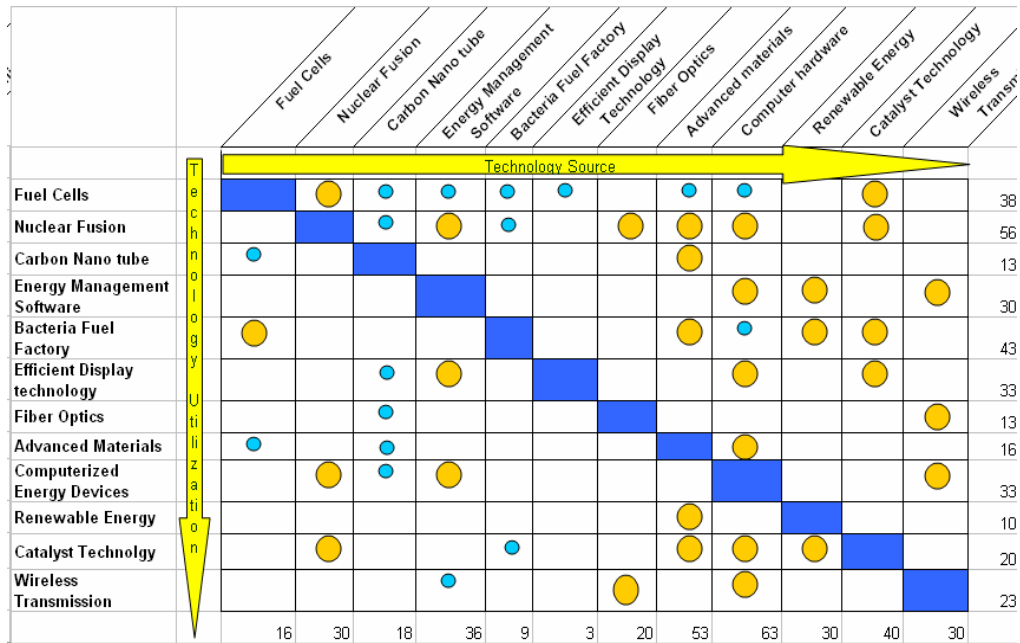 Fuel Cells
Nuclear Fusion
Carbon Nano tube
Energy Management
Software
Bacteria Fuel Factory
Efficient Display
Technology
Fiber Optics
Advanced materials
Computer hardware
Renewable Energy
Catalyst Technology
Wireless
Technology Source
Technology Utilization
Fuel Cells 38
Nuclear Fusion 56
Carbon Nano tube 13
Energy Management
Software 30
Bacteria Fuel
Factory 43
Efficient Display
technology 33
Fiber Optics 13
Advanced Materials 16
Computerized
Energy Devices 33
Renewable Energy 10
Catalyst Technolgy 20
Wireless
Transmission 23
16 30 18 36 9 3 20 53 63 30 40 30